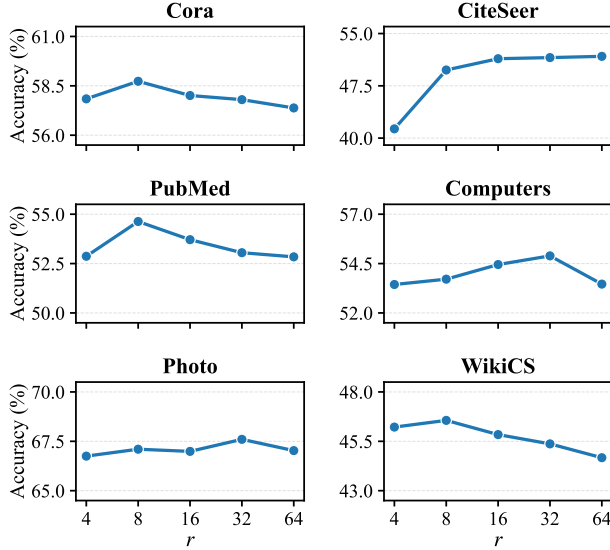 Cora
CiteSeer
Accuracy (%)
61.0
58.5
56.0
55.0
47.5
40.0
PubMed
Computers
Accuracy (%)
55.0
52.5
50.0
57.0
54.5
52.0
Photo
WikiCS
Accuracy (%)
70.0
67.5
65.0
48.0
45.5
43.0
4 8 16 32 64
4 8 16 32 64
r
r